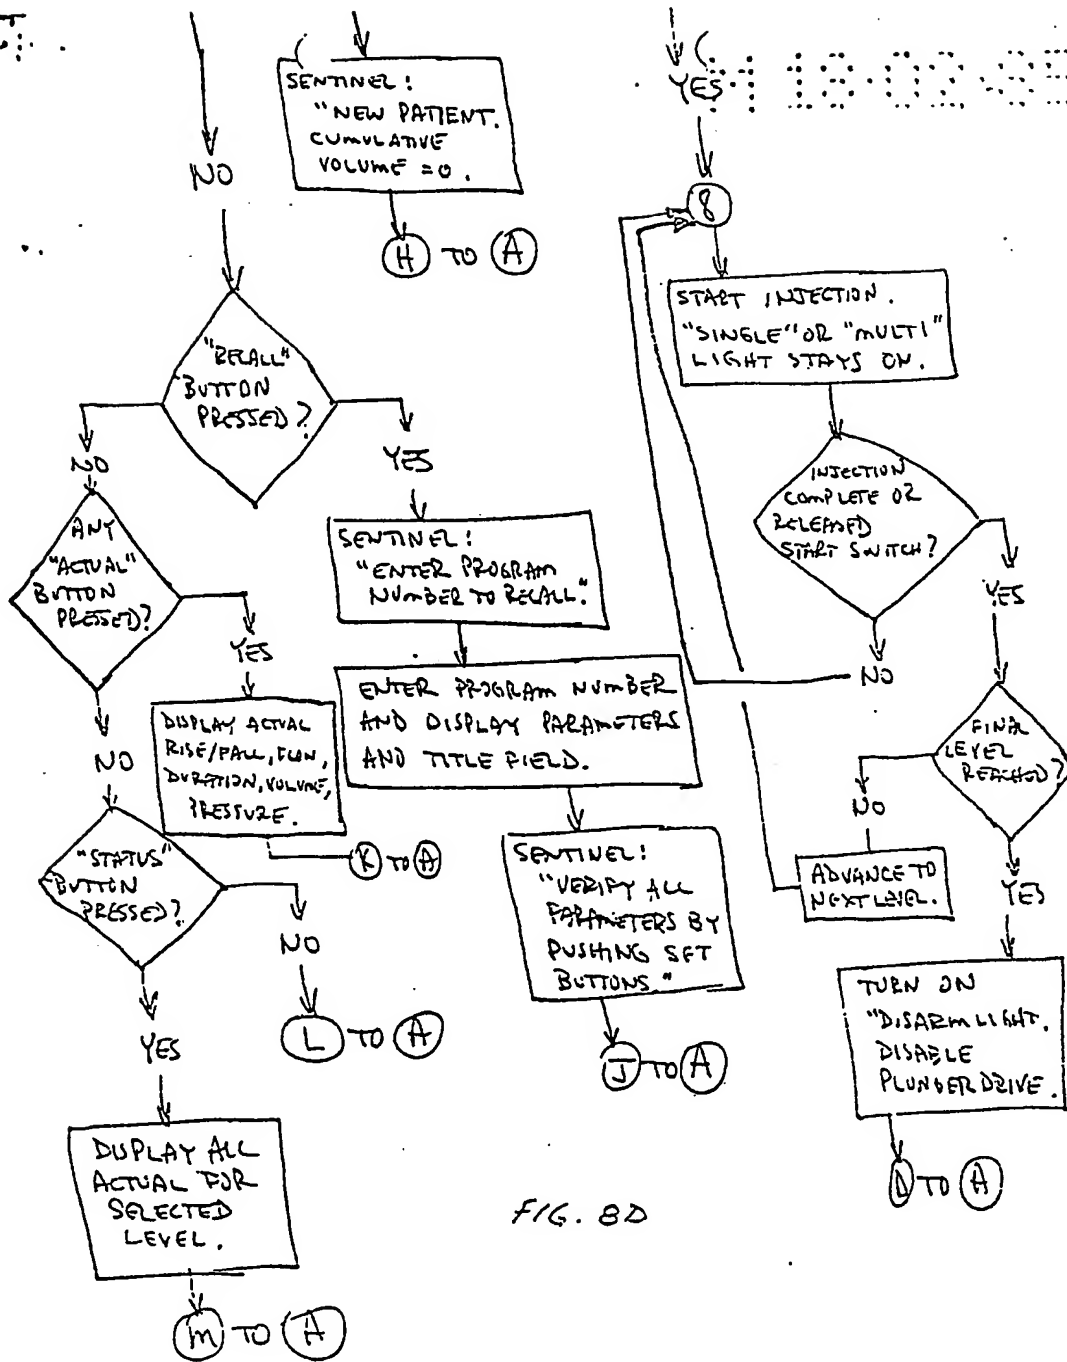 NO
SENTINEL:
"NEW PATIENT.
CUMULATIVE
VOLUME = 0.
H TO A
"RECALL"
BUTTON
PRESSED?
NO
YES
ANY
"ACTUAL"
BUTTON
PRESSED?
YES
NO
SENTINEL:
"ENTER PROGRAM
NUMBER TO RECALL."
ENTER PROGRAM NUMBER
AND DISPLAY PARAMETERS
AND TITLE FIELD.
DISPLAY ACTUAL
RISE/FALL, FLOW,
DURATION, VOLUME,
PRESSURE.
K TO A
"STATUS"
BUTTON
PRESSED?
NO
L TO A
YES
DISPLAY ALL
ACTUAL FOR
SELECTED
LEVEL.
M TO A
SENTINEL:
"VERIFY ALL
PARAMETERS BY
PUSHING SET
BUTTONS."
J TO A
YES
8
START INJECTION.
"SINGLE" OR "MULTI"
LIGHT STAYS ON.
INJECTION
COMPLETE OR
RELEASED
START SWITCH?
YES
NO
FINAL
LEVEL
REACHED?
NO
ADVANCE TO
NEXT LEVEL.
YES
TURN ON
"DISARM LIGHT.
DISABLE
PLUNGER DRIVE.
D TO A
FIG. 8D